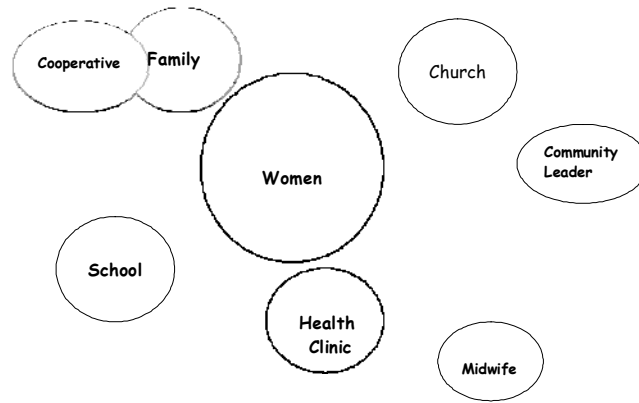 Cooperative
Family
Church
Community
Leader
Women
School
Health
Clinic
Midwife